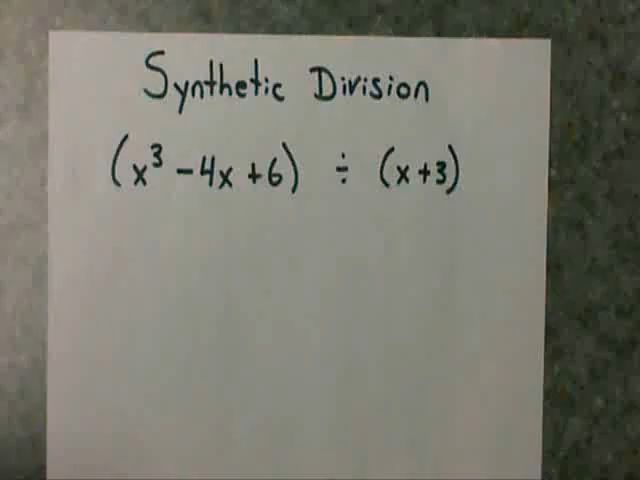 Synthetic Division
(x³ - 4x + 6) ÷ (x + 3)